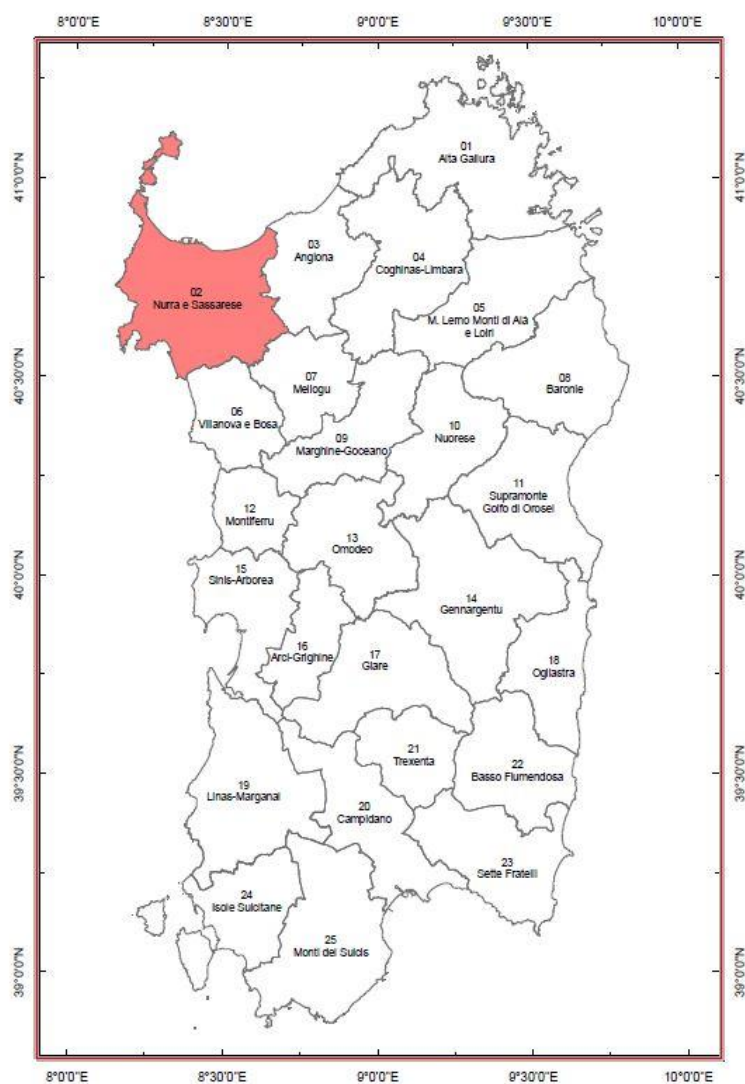 8°0'0"E
8°30'0"E
9°0'0"E
9°30'0"E
10°0'0"E
41°0'0"N
41°0'0"N
01
Alta Gallura
02
Nurra e Sassarese
03
Anglona
04
Coghinas-Limbara
05
M. Lerno Monti di Alà
e Loiri
40°30'0"N
40°30'0"N
06
Villanova e Bosa
07
Meilogu
08
Baronie
09
Marghine-Goceano
10
Nuorese
11
Supramonte
Golfo di Orosei
12
Montiferru
13
Omodeo
40°0'0"N
40°0'0"N
14
Gennargentu
15
Sinis-Arborea
16
Arci-Grighine
17
Giare
18
Ogliastra
39°30'0"N
39°30'0"N
19
Linas-Marganai
20
Campidano
21
Trexenta
22
Basso Flumendosa
23
Sette Fratelli
24
Isole Sulcitane
25
Monti del Sulcis
39°0'0"N
39°0'0"N
8°0'0"E
8°30'0"E
9°0'0"E
9°30'0"E
10°0'0"E